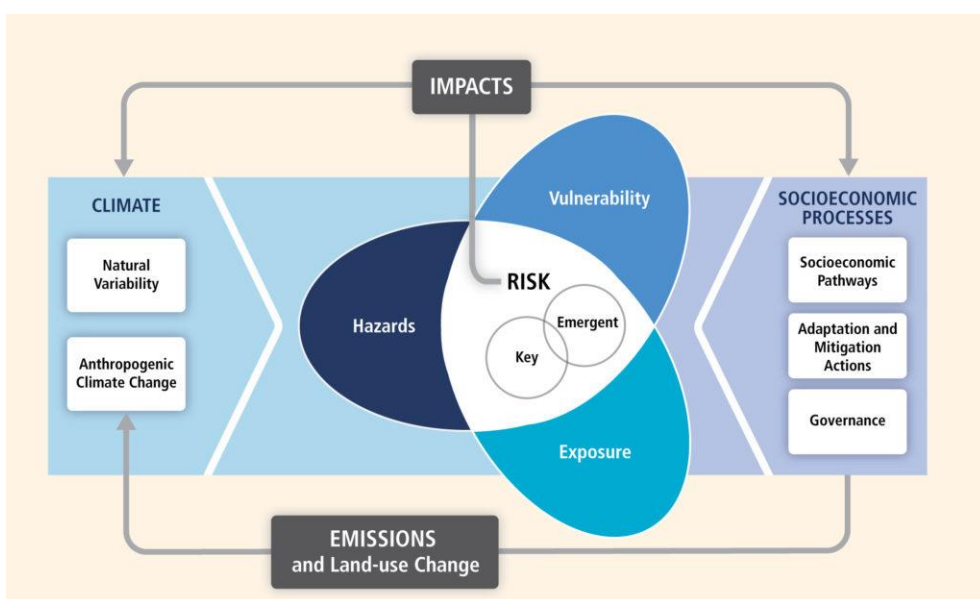 IMPACTS
CLIMATE
Natural
Variability
Anthropogenic
Climate Change
Hazards
Vulnerability
RISK
Emergent
Key
Exposure
SOCIOECONOMIC
PROCESSES
Socioeconomic
Pathways
Adaptation and
Mitigation
Actions
Governance
EMISSIONS
and Land-use Change